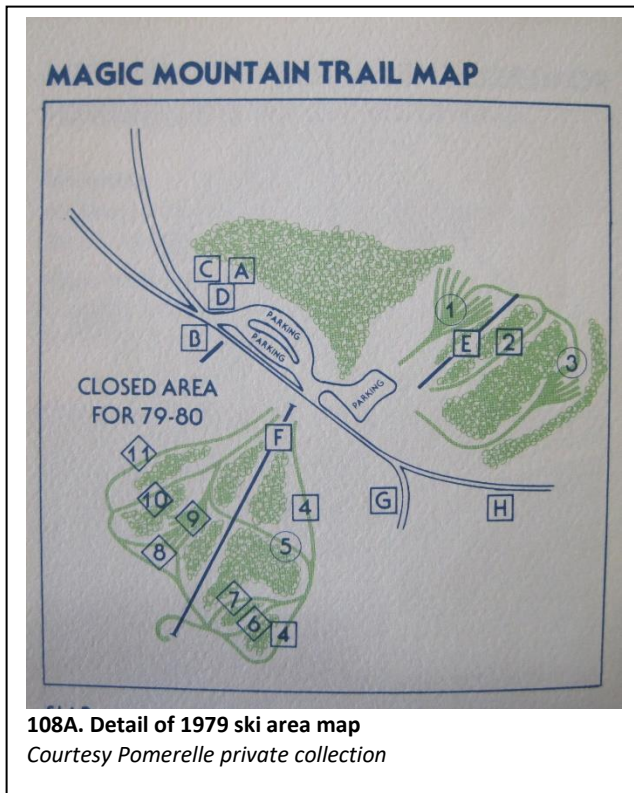 MAGIC MOUNTAIN TRAIL MAP
C A
D
B
PARKING
PARKING
PARKING
1
E 2
3
CLOSED AREA
FOR 79-80
F
11
10
9
8
4
5
G
H
7
6
4
108A. Detail of 1979 ski area map
Courtesy Pomerelle private collection